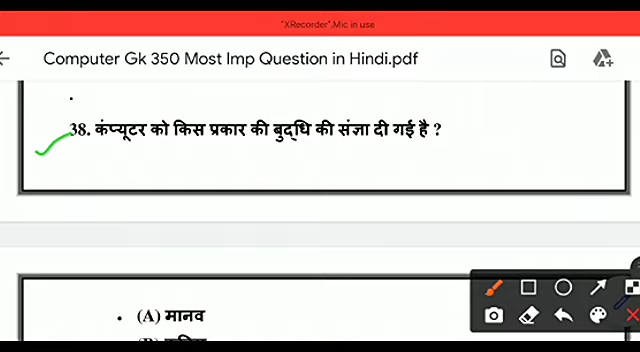 "XRecorder".Mic in use
Computer Gk 350 Most Imp Question in Hindi.pdf
38. कंप्यूटर को किस प्रकार की बुद्धि की संज्ञा दी गई है ?
(A) मानव